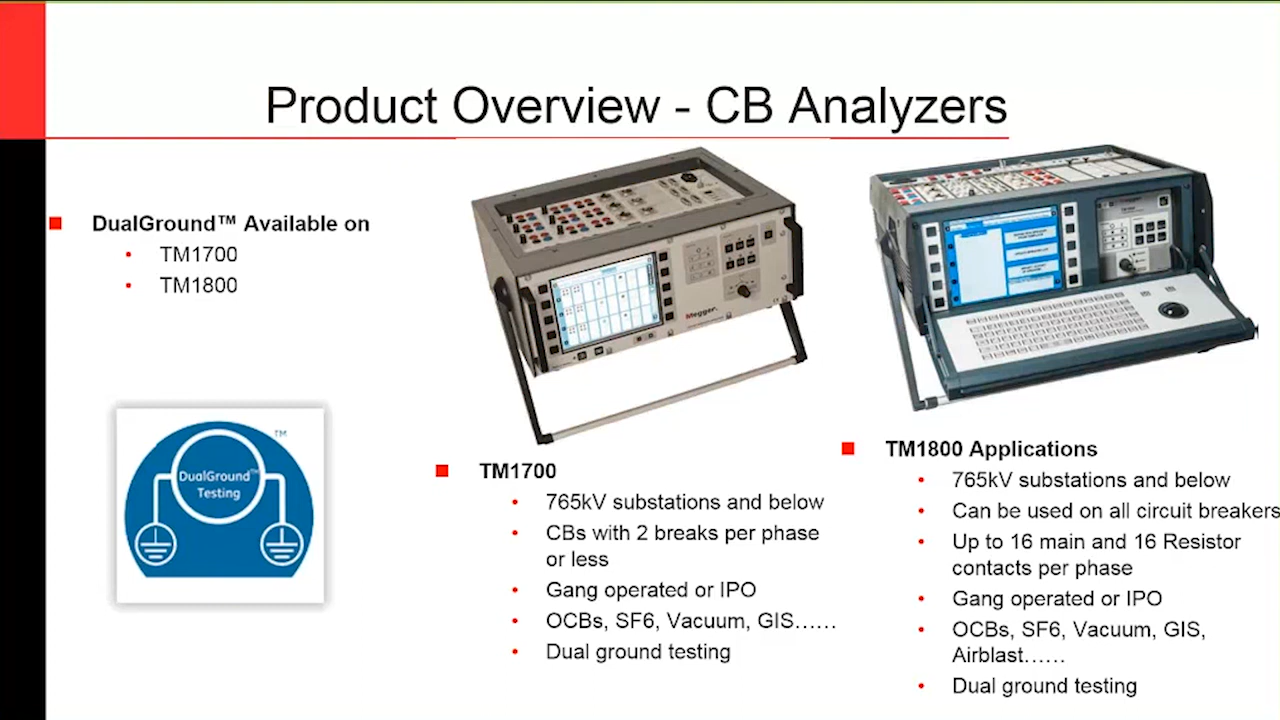 Product Overview - CB Analyzers
DualGround™ Available on
TM1700
TM1800
TM
DualGround™
Testing
Megger
TM1700
765kV substations and below
CBs with 2 breaks per phase
or less
Gang operated or IPO
OCBs, SF6, Vacuum, GIS……
Dual ground testing
TM1800 Applications
765kV substations and below
Can be used on all circuit breakers
Up to 16 main and 16 Resistor
contacts per phase
Gang operated or IPO
OCBs, SF6, Vacuum, GIS,
Airblast……
Dual ground testing